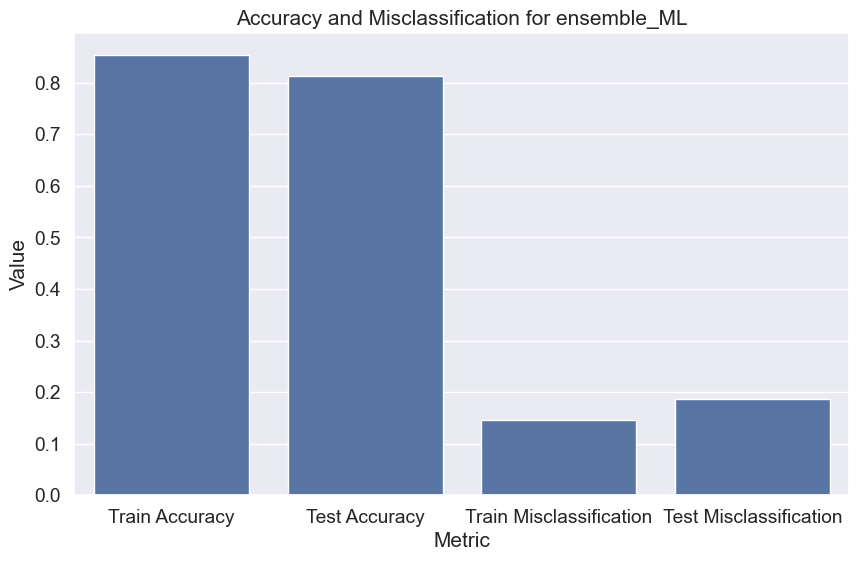 Accuracy and Misclassification for ensemble_ML
Value
0.8
0.7
0.6
0.5
0.4
0.3
0.2
0.1
0.0
Train Accuracy
Test Accuracy
Train Misclassification
Test Misclassification
Metric